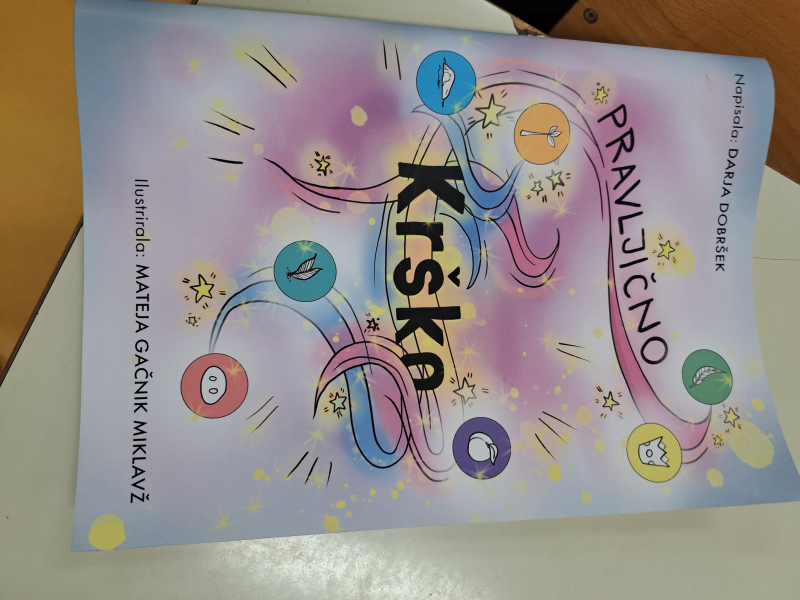 Napisala: DARJA DOBRŠEK
PRAVLJIČNO
Krško
Ilustrirala: MATEJA GAČNIK MIKLAVŽ